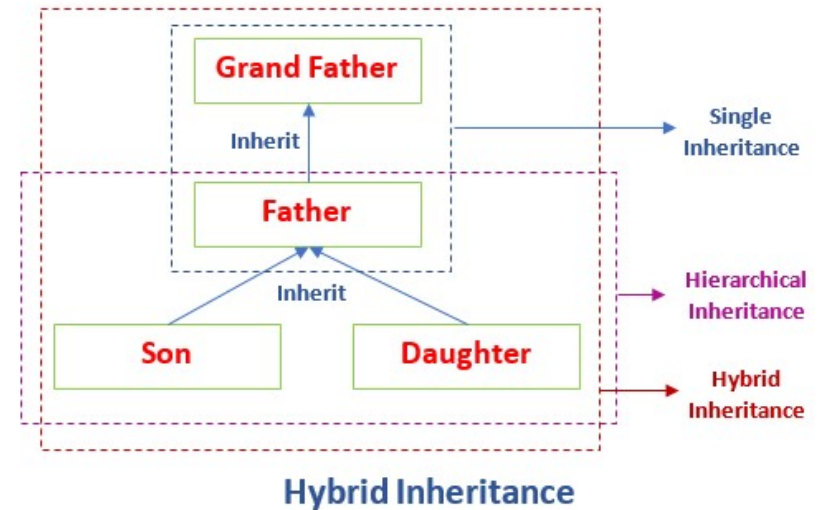 Grand Father
Inherit
Single
Inheritance
Father
Inherit
Hierarchical
Inheritance
Son
Daughter
Hybrid
Inheritance
Hybrid Inheritance